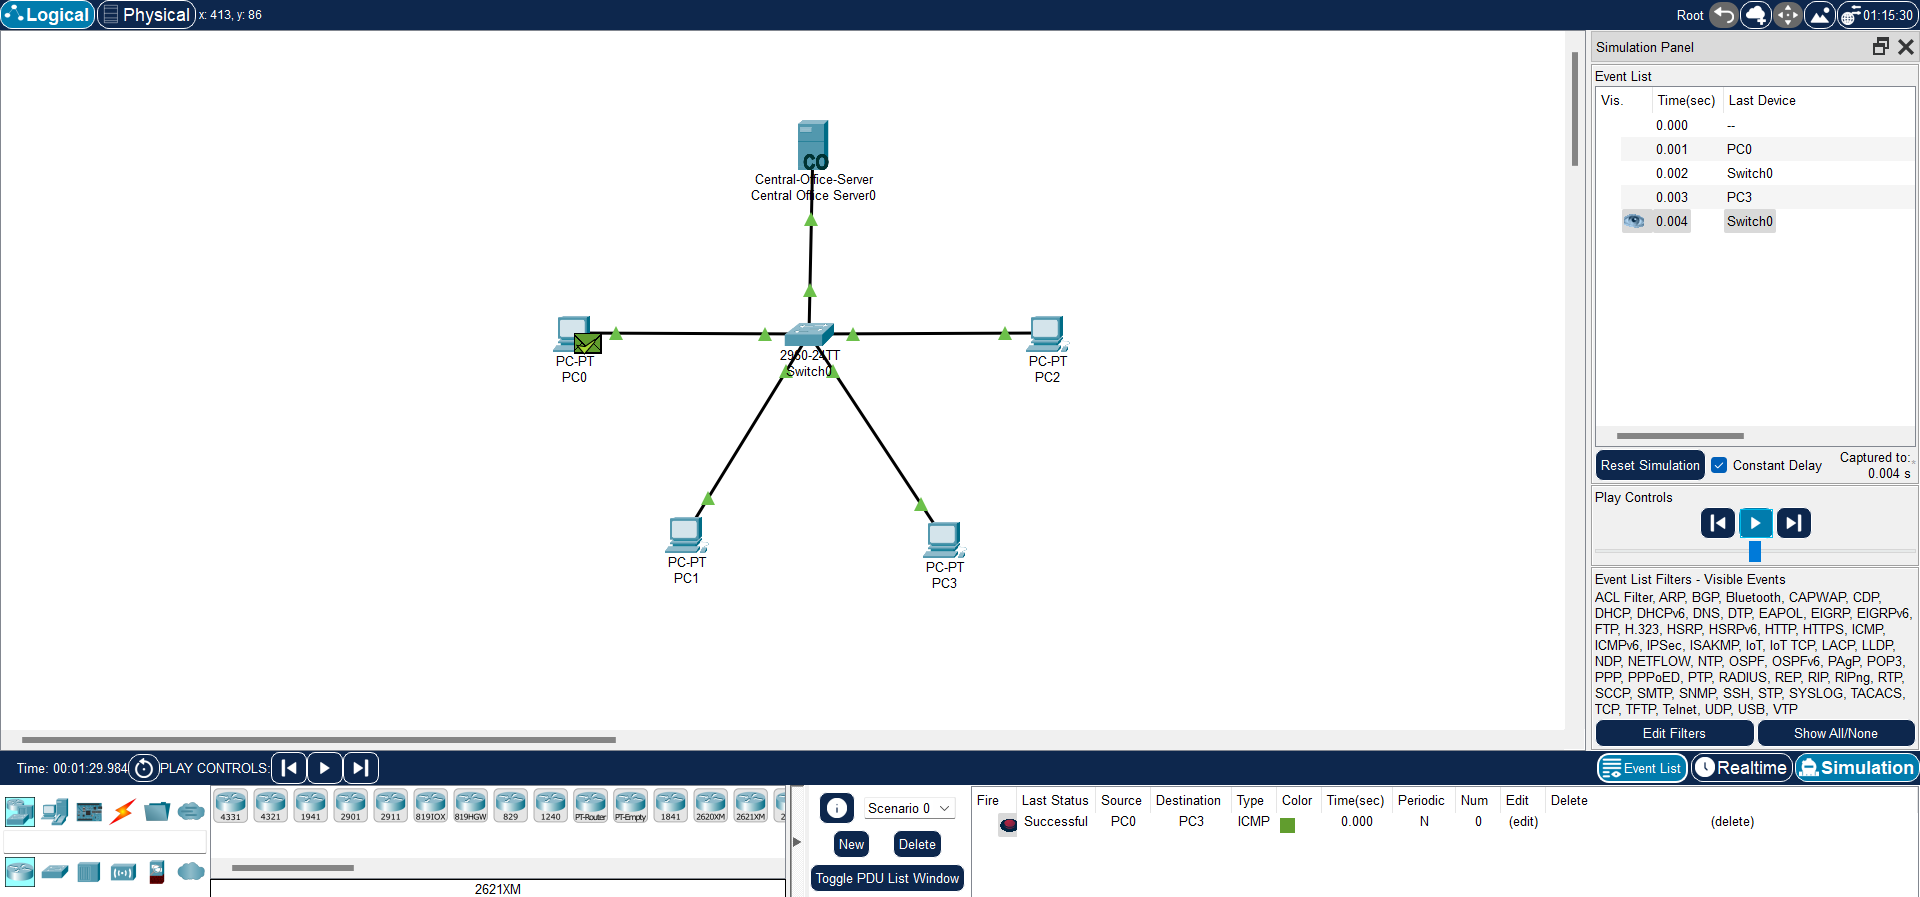 Logical Physical x: 413, y: 86 Root 01:15:30
Simulation Panel
Event List
Vis. Time(sec) Last Device
0.000 --
0.001 PC0
0.002 Switch0
0.003 PC3
0.004 Switch0
CO
Central-Office-Server
Central Office Server0
PC-PT
PC0
2960-24TT
Switch0
PC-PT
PC2
PC-PT
PC1
PC-PT
PC3
Reset Simulation Constant Delay Captured to:
0.004 s
Play Controls
Event List Filters - Visible Events
ACL Filter, ARP, BGP, Bluetooth, CAPWAP, CDP,
DHCP, DHCPv6, DNS, DTP, EAPOL, EIGRP, EIGRPv6,
FTP, H.323, HSRP, HSRPv6, HTTP, HTTPS, ICMP,
ICMPv6, IPSec, ISAKMP, IoT, IoT TCP, LACP, LLDP,
NDP, NETFLOW, NTP, OSPF, OSPFv6, PAgP, POP3,
PPP, PPPoED, PTP, RADIUS, REP, RIP, RIPng, RTP,
SCCP, SMTP, SNMP, SSH, STP, SYSLOG, TACACS,
TCP, TFTP, Telnet, UDP, USB, VTP
Edit Filters Show All/None
Time: 00:01:29.984 PLAY CONTROLS: Event List Realtime Simulation
4331 4321 1941 2901 2911 819IOX 819HGW 829 1240 PT-Router PT-Empty 1841 2620XM 2621XM 2
2621XM
Scenario 0
New Delete
Toggle PDU List Window
Fire Last Status Source Destination Type Color Time(sec) Periodic Num Edit Delete
Successful PC0 PC3 ICMP 0.000 N 0 (edit) (delete)